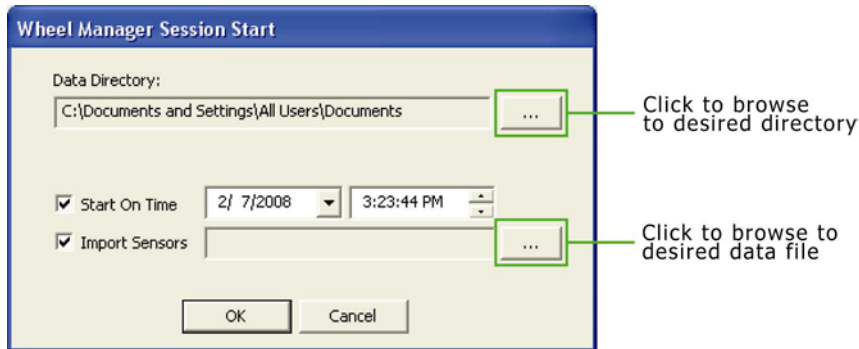 Wheel Manager Session Start
Data Directory:
C:\Documents and Settings\All Users\Documents
...
Click to browse
to desired directory
Start On Time
2/ 7/2008
3:23:44 PM
Import Sensors
...
Click to browse to
desired data file
OK
Cancel